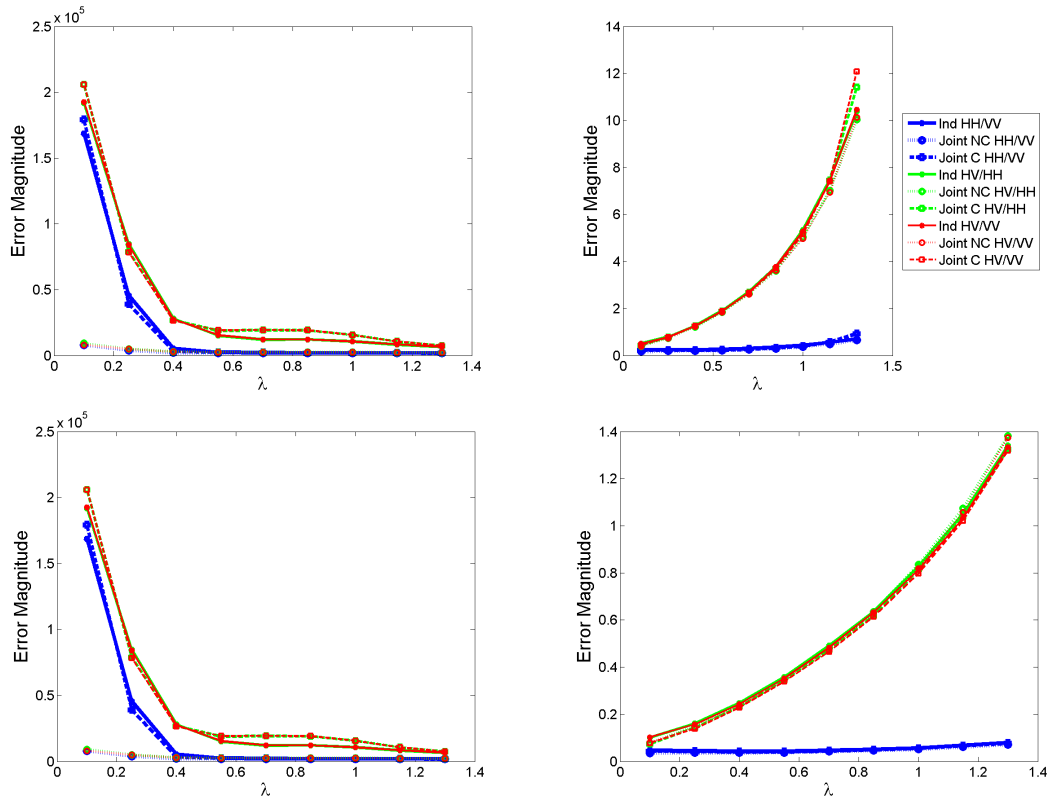 x 10^5
2.5
2
1.5
1
0.5
0
0 0.2 0.4 0.6 0.8 1 1.2 1.4
Error Magnitude
λ
14
12
10
8
6
4
2
0
0 0.5 1 1.5
Error Magnitude
λ
Ind HH/VV
Joint NC HH/VV
Joint C HH/VV
Ind HV/HH
Joint NC HV/HH
Joint C HV/HH
Ind HV/VV
Joint NC HV/VV
Joint C HV/VV
x 10^5
2.5
2
1.5
1
0.5
0
0 0.2 0.4 0.6 0.8 1 1.2 1.4
Error Magnitude
λ
1.4
1.2
1
0.8
0.6
0.4
0.2
0
0 0.2 0.4 0.6 0.8 1.0 1.2 1.4
Error Magnitude
λ